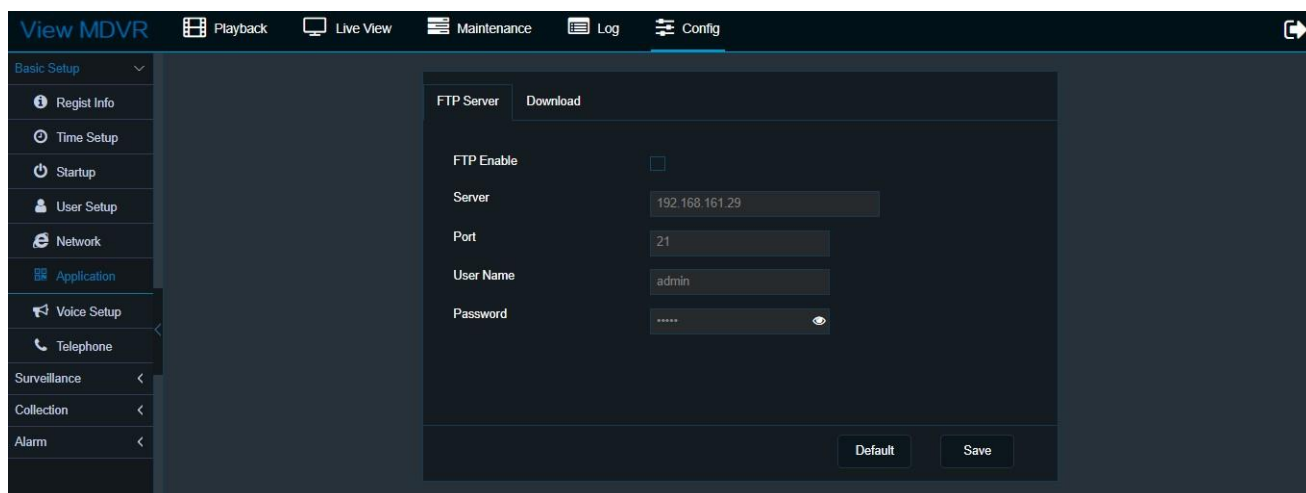 View MDVR Playback Live View Maintenance Log Config
Basic Setup
Regist Info
Time Setup
Startup
User Setup
Network
Application
Voice Setup
Telephone
Surveillance
Collection
Alarm
FTP Server Download
FTP Enable
Server 192.168.161.29
Port 21
User Name admin
Password •••••
Default Save